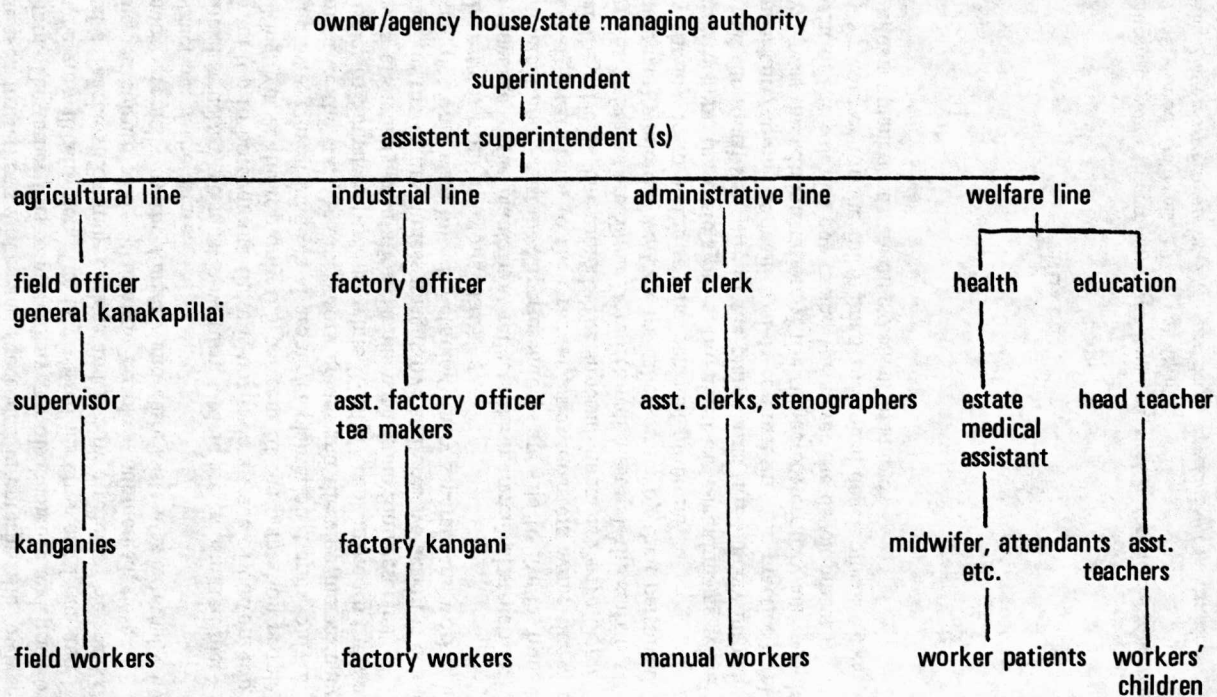 owner/agency house/state managing authority
superintendent
assistent superintendent (s)
agricultural line industrial line administrative line welfare line
field officer factory officer chief clerk health education
general kanakapillai
supervisor asst. factory officer asst. clerks, stenographers estate head teacher
tea makers medical
assistant
kanganies factory kangani midwifer, attendants asst.
etc. teachers
field workers factory workers manual workers worker patients workers'
children